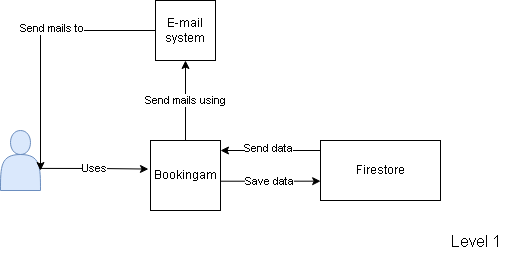 E-mail
system
Send mails to
Send mails using
Send data
Bookingam
Firestore
Uses
Save data
Level 1